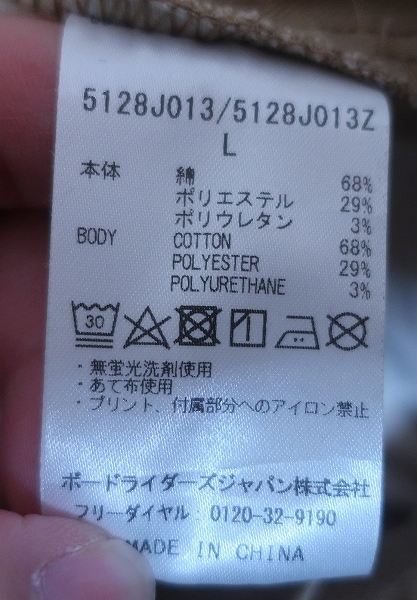 5128J013/5128J013Z
L
本体 綿 68%
ポリエステル 29%
ポリウレタン 3%
BODY COTTON 68%
POLYESTER 29%
POLYURETHANE 3%
30
・無蛍光洗剤使用
・あて布使用
・プリント、付属部分へのアイロン禁止
ボードライダーズジャパン株式会社
フリーダイヤル：0120-32-9190
MADE IN CHINA